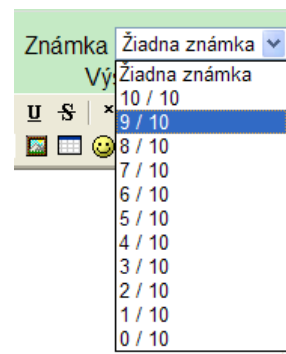 Známka Žiadna známka
Vý
Žiadna známka
10 / 10
U S
9 / 10
8 / 10
7 / 10
6 / 10
5 / 10
4 / 10
3 / 10
2 / 10
1 / 10
0 / 10